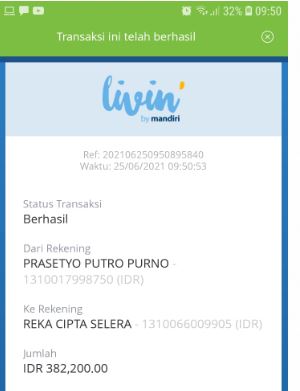 32% 09:50
Transaksi ini telah berhasil
livin'
by mandiri
Ref: 202106250950895840
Waktu: 25/06/2021 09:50:53
Status Transaksi
Berhasil
Dari Rekening
PRASETYO PUTRO PURNO -
1310017998750 (IDR)
Ke Rekening
REKA CIPTA SELERA - 1310066009905 (IDR)
Jumlah
IDR 382,200.00